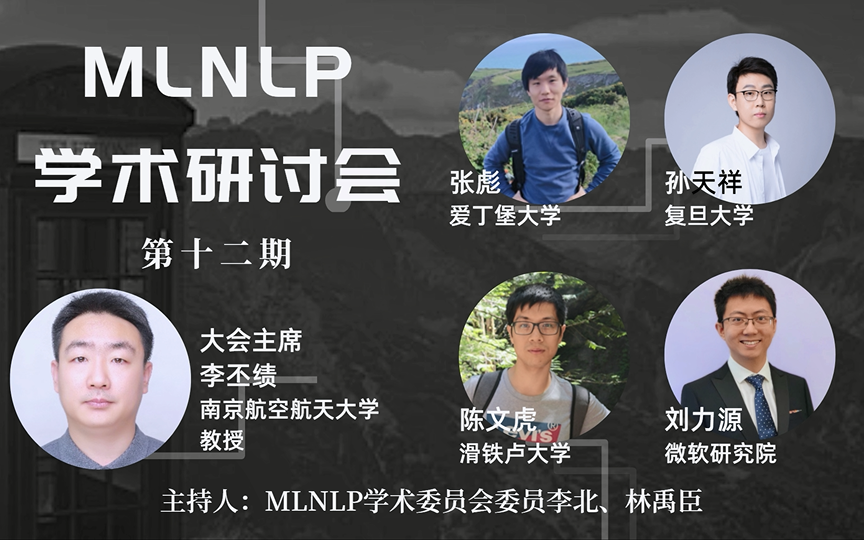 MLNLP
学术研讨会
第十二期
张彪
爱丁堡大学
孙天祥
复旦大学
大会主席
李丕绩
南京航空航天大学
教授
陈文虎
滑铁卢大学
刘力源
微软研究院
主持人：MLNLP学术委员会委员李北、林禹臣